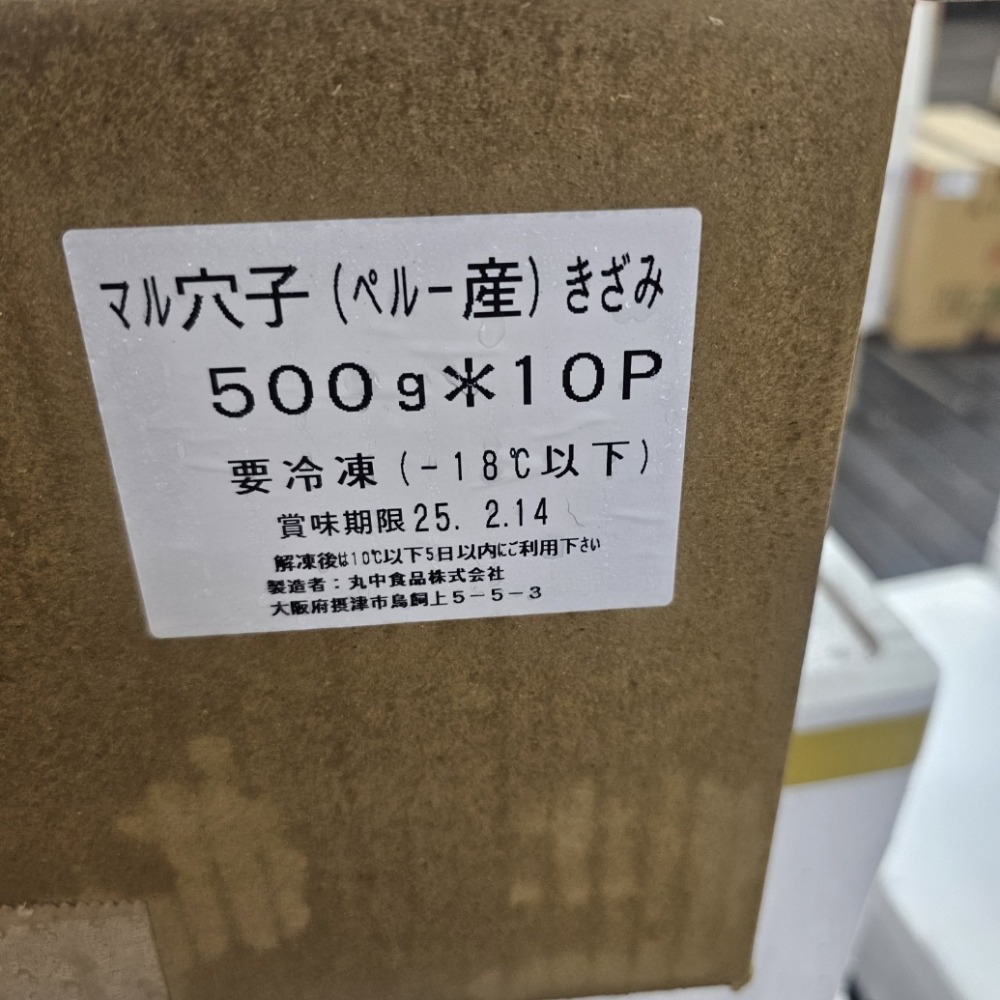 マル穴子(ペルー産)きざみ
500g*10P
要冷凍(-18℃以下)
賞味期限25. 2.14
解凍後は10℃以下5日以内にご利用下さい
製造者:丸中食品株式会社
大阪府摂津市鳥飼上5-5-3